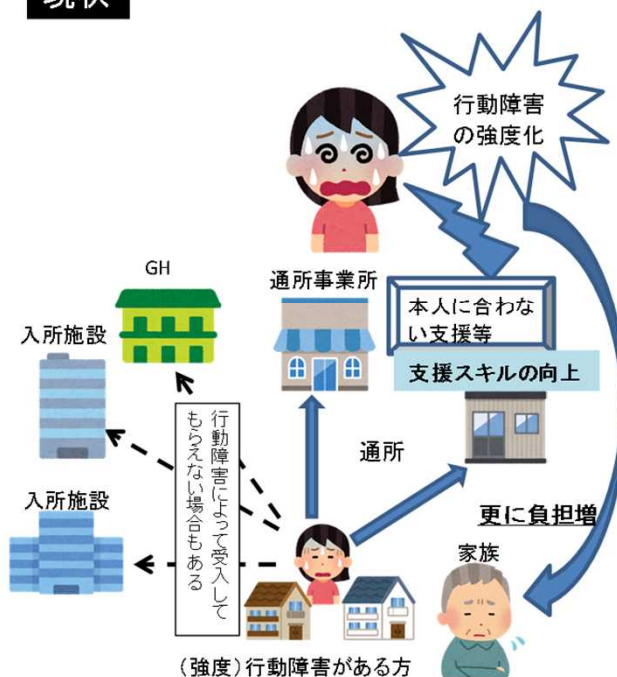 現状
行動障害
の強度化
GH
通所事業所
本人に合わな
い支援等
入所施設
支援スキルの向上
行動障害によって受入して
もらえない場合もある
通所
入所施設
更に負担増
家族
(強度)行動障害がある方